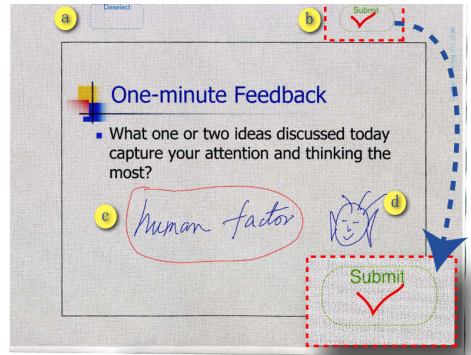 a
Deselect
b
Submit
One-minute Feedback
What one or two ideas discussed today
capture your attention and thinking the
most?
c
human factor
d
Submit